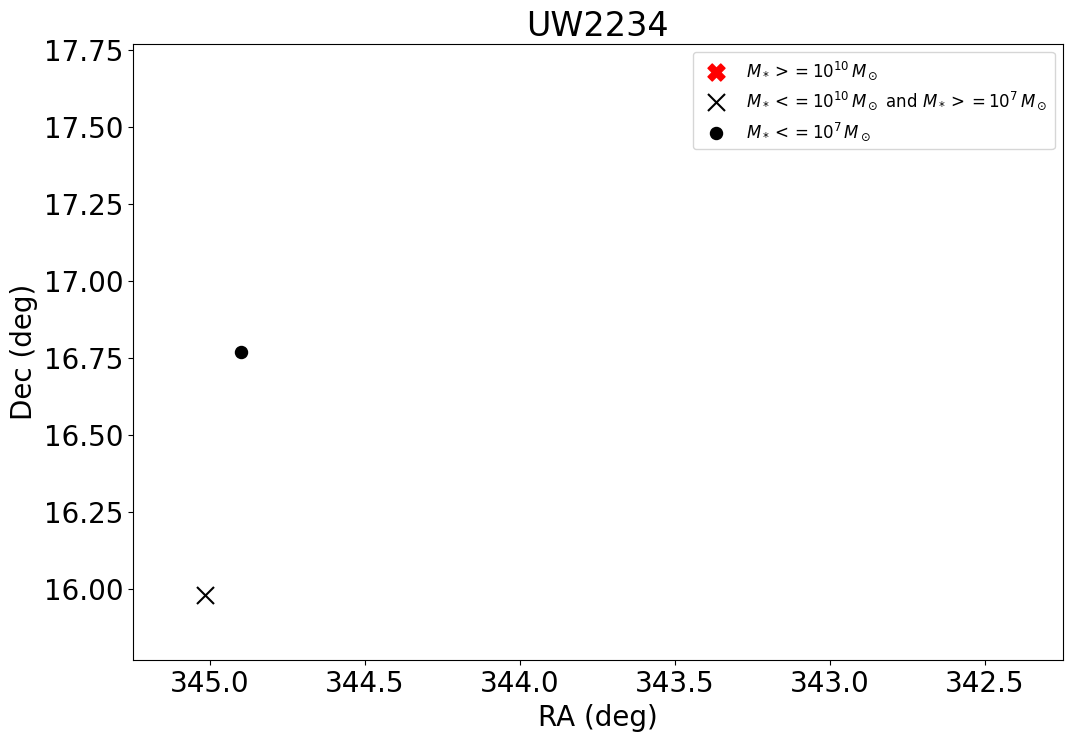 UW2234
17.75
17.50
17.25
17.00
16.75
16.50
16.25
16.00
Dec (deg)
M* >= 10^10 M⊙
M* <= 10^10 M⊙ and M* >= 10^7 M⊙
M* <= 10^7 M⊙
345.0 344.5 344.0 343.5 343.0 342.5
RA (deg)